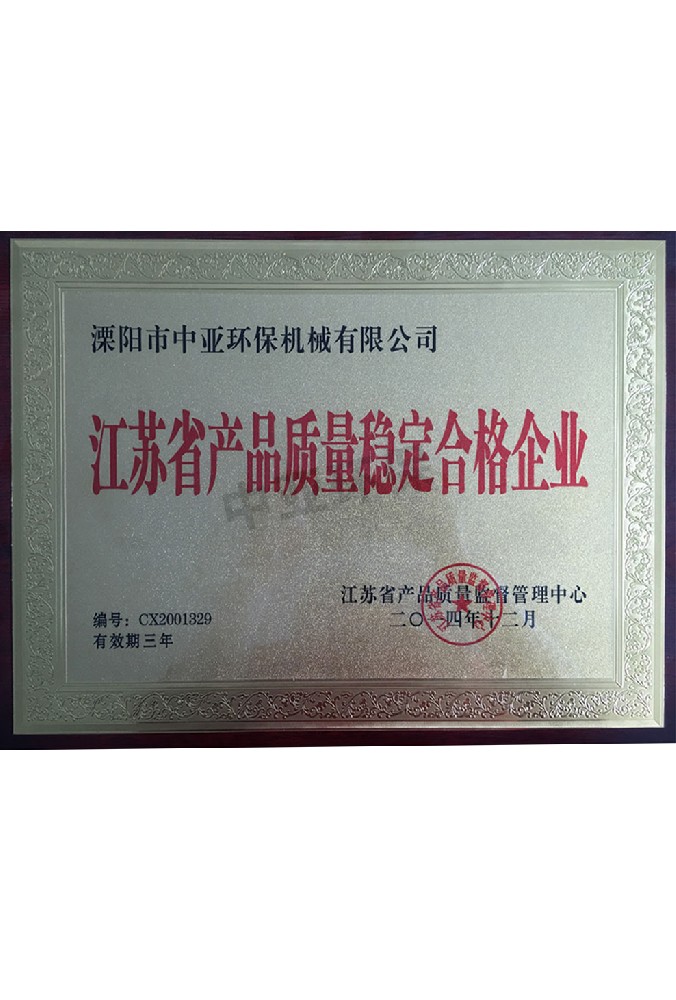 溧阳市中亚环保机械有限公司
江苏省产品质量稳定合格企业
江苏省产品质量监督管理中心
二〇一四年十二月
编号: CX2001329
有效期三年